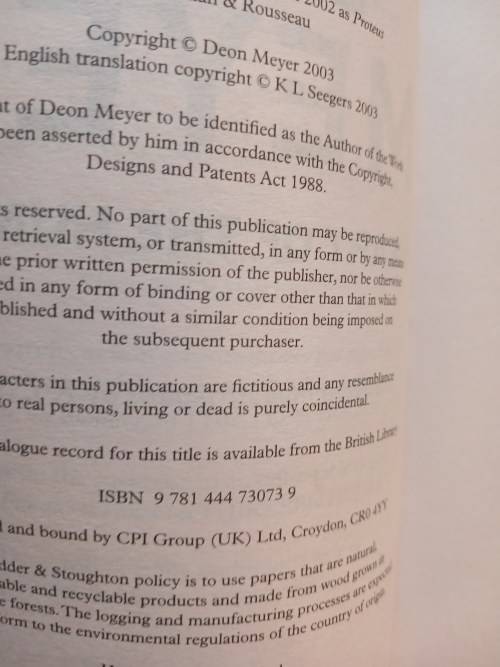 2002 as Proteus
& Rousseau
Copyright © Deon Meyer 2003
English translation copyright © K L Seegers 2003
of Deon Meyer to be identified as the Author of the Work
been asserted by him in accordance with the Copyright,
Designs and Patents Act 1988.
reserved. No part of this publication may be reproduced,
retrieval system, or transmitted, in any form or by any means
prior written permission of the publisher, nor be otherwise
in any form of binding or cover other than that in which
and without a similar condition being imposed on
the subsequent purchaser.
in this publication are fictitious and any resemblance
to real persons, living or dead is purely coincidental.
record for this title is available from the British Library
ISBN 9 781 444 73073 9
and bound by CPI Group (UK) Ltd, Croydon, CR0 4YY
& Stoughton policy is to use papers that are natural,
and recyclable products and made from wood grown in
forests. The logging and manufacturing processes are expected
to the environmental regulations of the country of origin